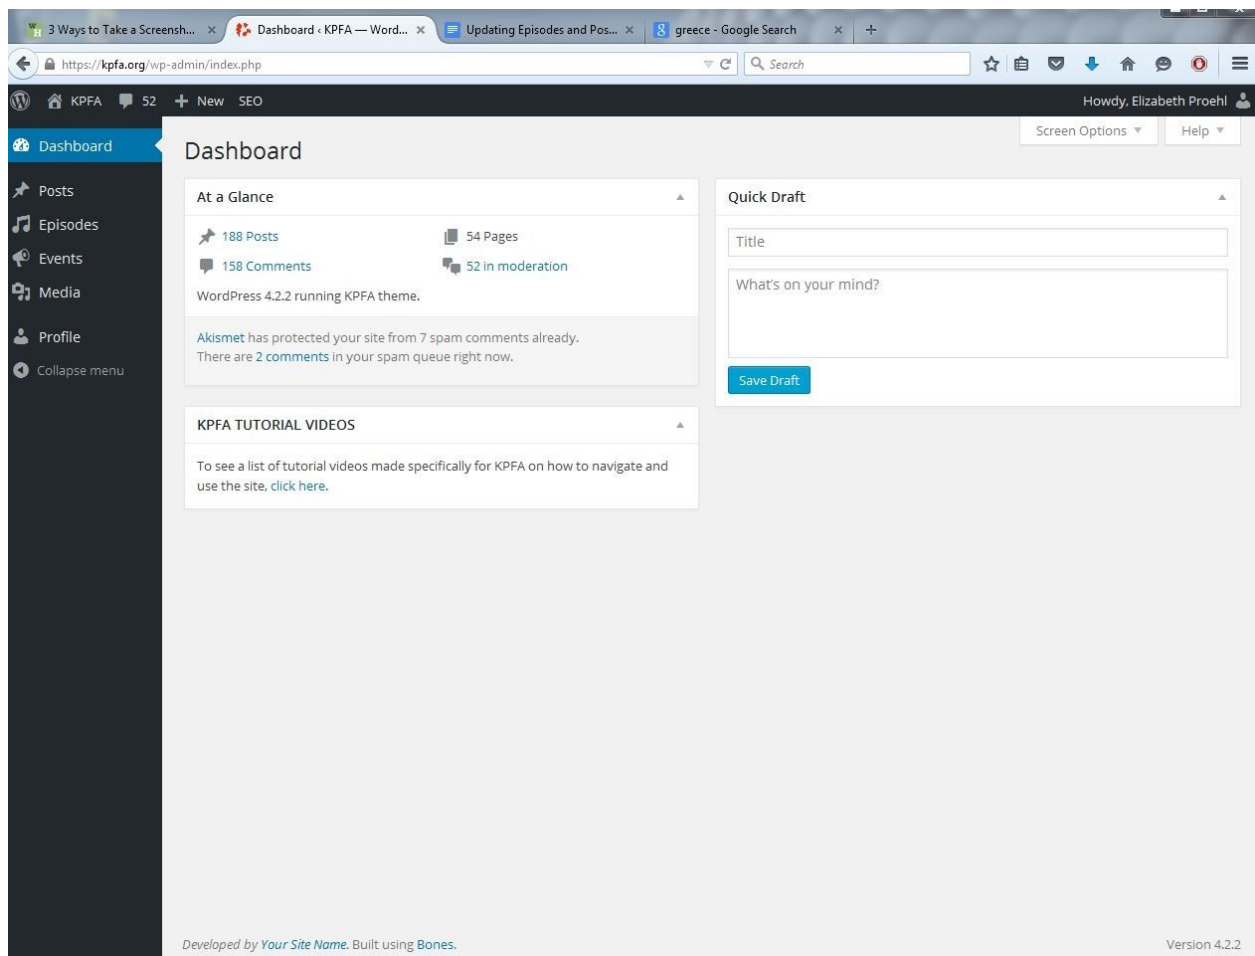 3 Ways to Take a Screensh... Dashboard ‹ KPFA — Word... Updating Episodes and Pos... greece - Google Search
https://kpfa.org/wp-admin/index.php Search
KPFA 52 New SEO Howdy, Elizabeth Proehl
Screen Options Help
Dashboard
Posts
Episodes
Events
Media
Profile
Collapse menu
Dashboard
At a Glance
188 Posts 54 Pages
158 Comments 52 in moderation
WordPress 4.2.2 running KPFA theme.
Akismet has protected your site from 7 spam comments already.
There are 2 comments in your spam queue right now.
KPFA TUTORIAL VIDEOS
To see a list of tutorial videos made specifically for KPFA on how to navigate and
use the site, click here.
Quick Draft
Title
What's on your mind?
Save Draft
Developed by Your Site Name. Built using Bones. Version 4.2.2